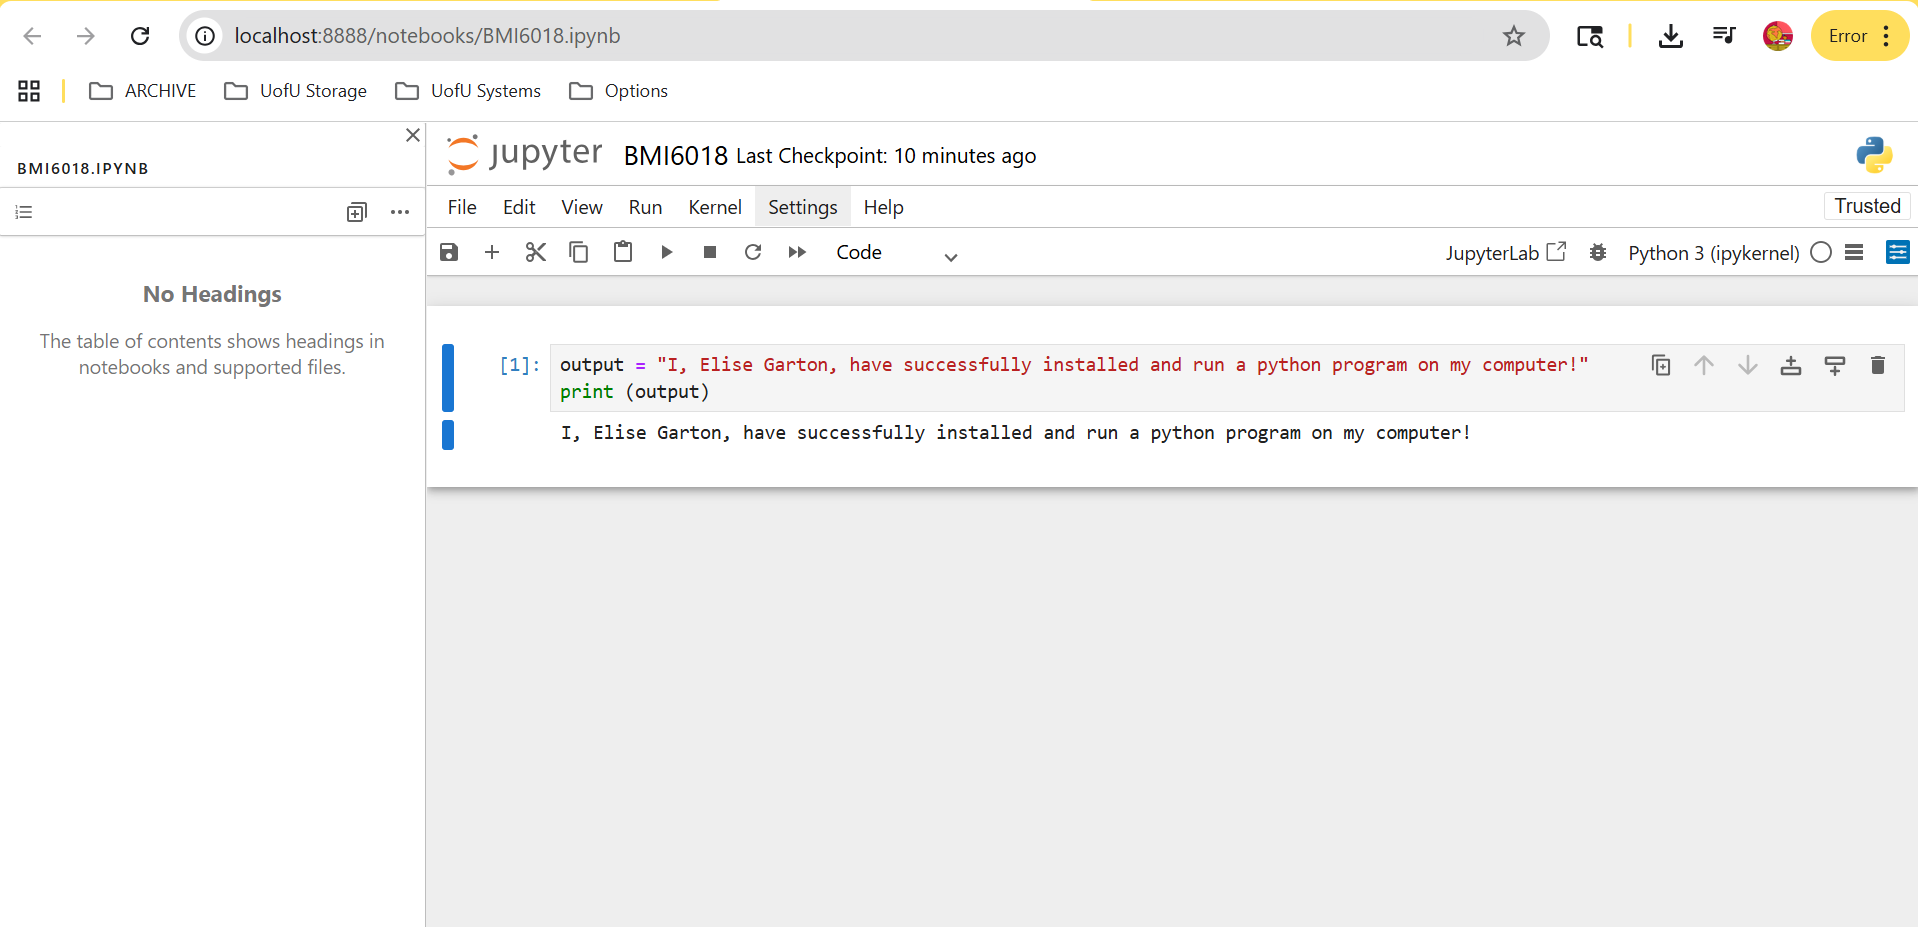 localhost:8888/notebooks/BMI6018.ipynb
Error
ARCHIVE UofU Storage UofU Systems Options
BMI6018.IPYNB
No Headings
The table of contents shows headings in
notebooks and supported files.
jupyter BMI6018 Last Checkpoint: 10 minutes ago
File Edit View Run Kernel Settings Help
Trusted
Code
JupyterLab Python 3 (ipykernel)
[1]: output = "I, Elise Garton, have successfully installed and run a python program on my computer!"
print (output)
I, Elise Garton, have successfully installed and run a python program on my computer!